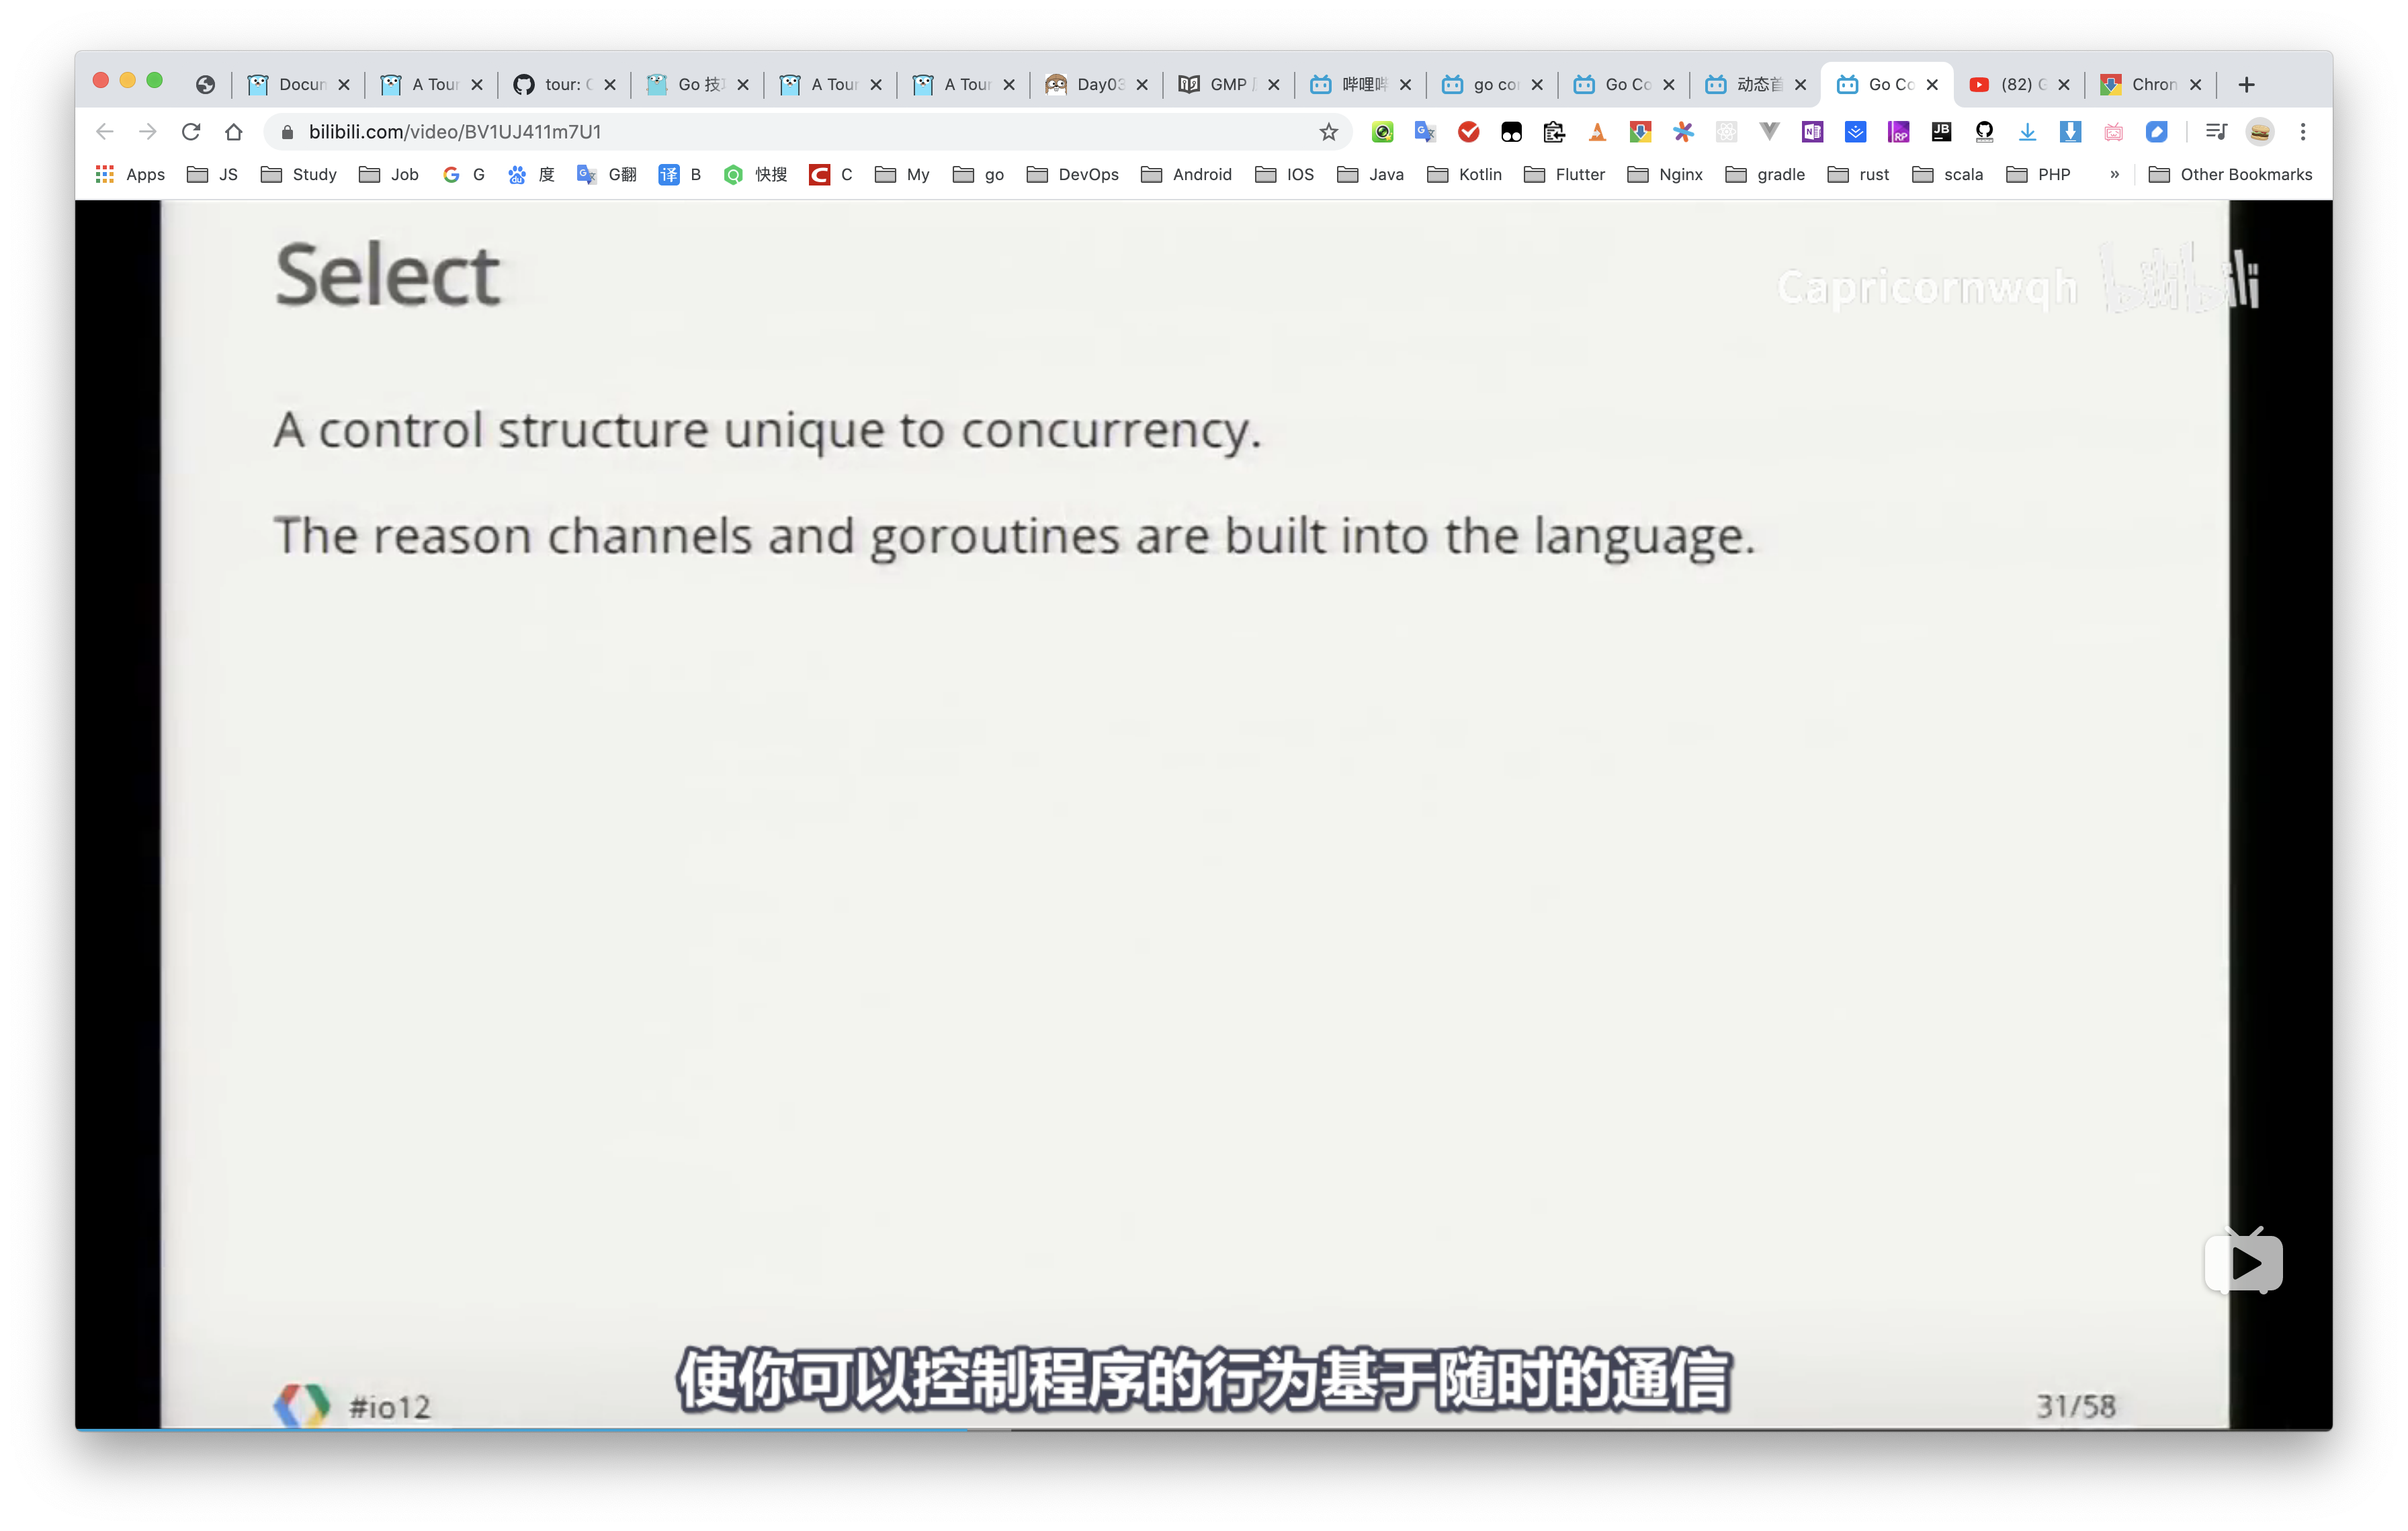 Docun
A Tour
tour: C
Go 技
A Tour
A Tour
Day03
GMP
哔哩哔
go co
Go Co
动态首
Go Co
(82) G
Chron
bilibili.com/video/BV1UJ411m7U1
Apps JS Study Job G 度 G翻 B 快搜 C My go DevOps Android IOS Java Kotlin Flutter Nginx gradle rust scala PHP » Other Bookmarks
Select
Capricornwqh bilibili
A control structure unique to concurrency.
The reason channels and goroutines are built into the language.
使你可以控制程序的行为基于随时的通信
#io12
31/58